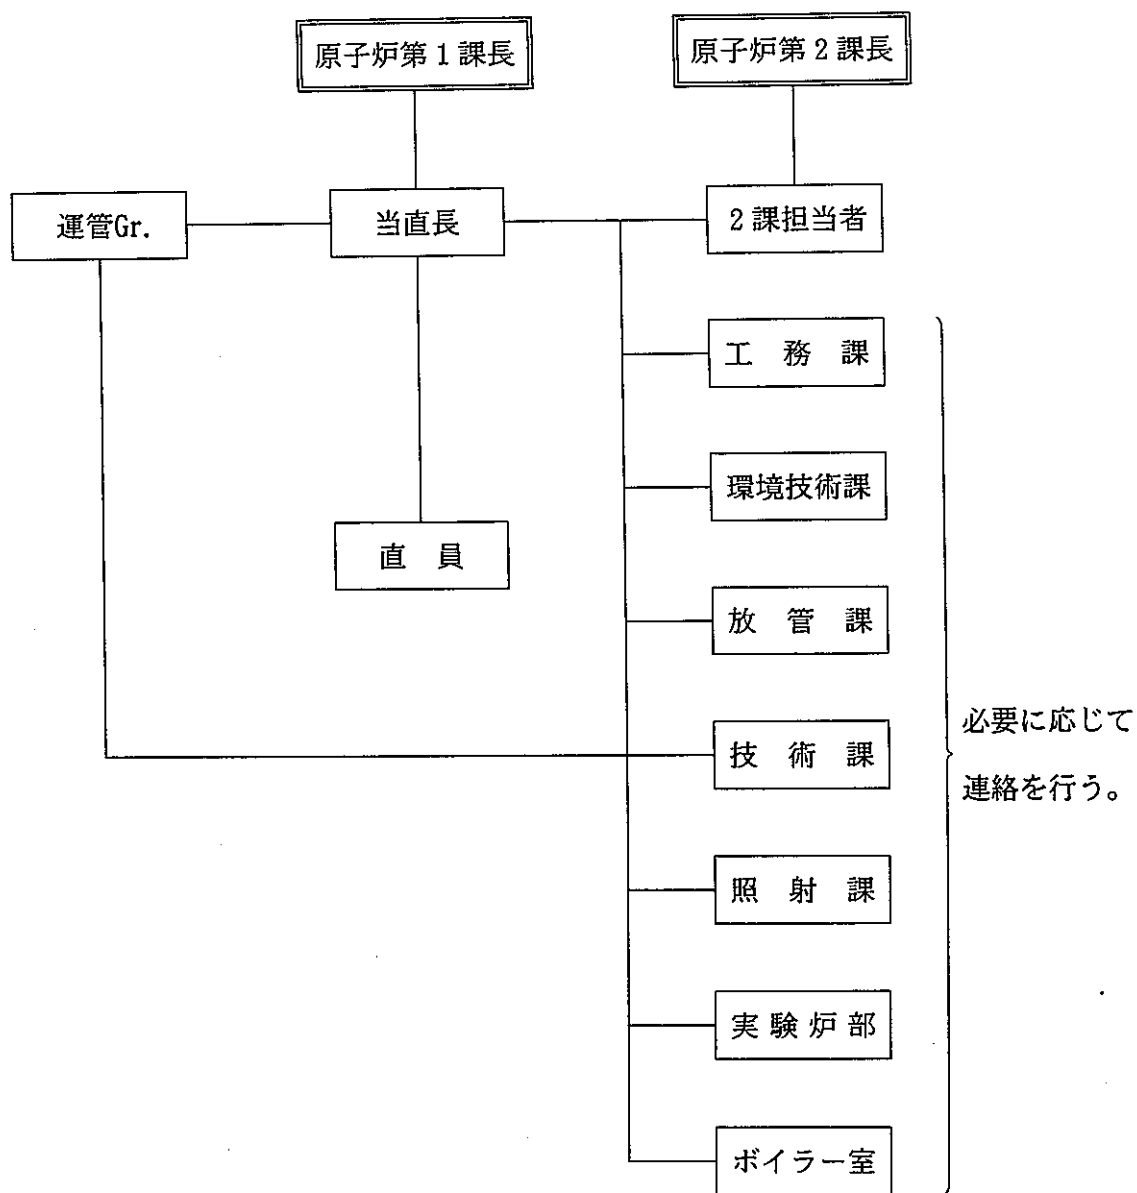 原子炉第1課長
原子炉第2課長
運管Gr.
当直長
2課担当者
工務課
環境技術課
直員
放管課
技術課
必要に応じて
連絡を行う。
照射課
実験炉部
ボイラー室